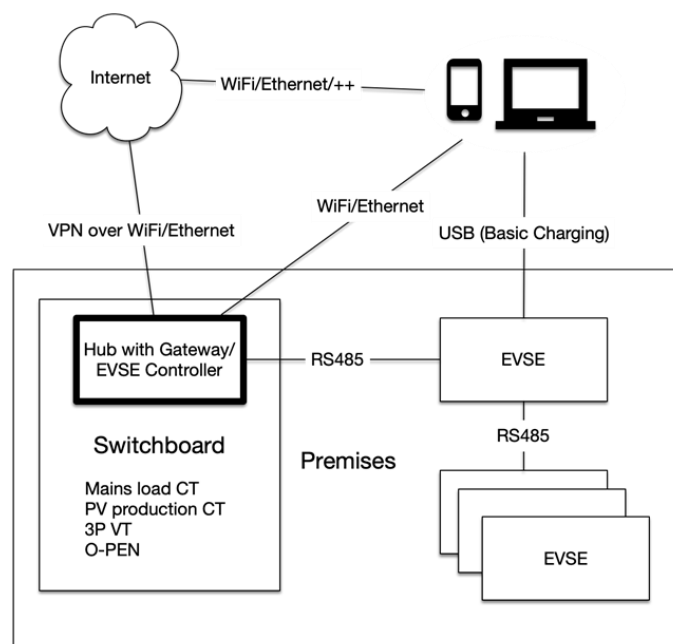 Internet
WiFi/Ethernet/++
WiFi/Ethernet
VPN over WiFi/Ethernet
USB (Basic Charging)
Hub with Gateway/
EVSE Controller
RS485
EVSE
RS485
Switchboard
Premises
Mains load CT
PV production CT
3P VT
O-PEN
EVSE